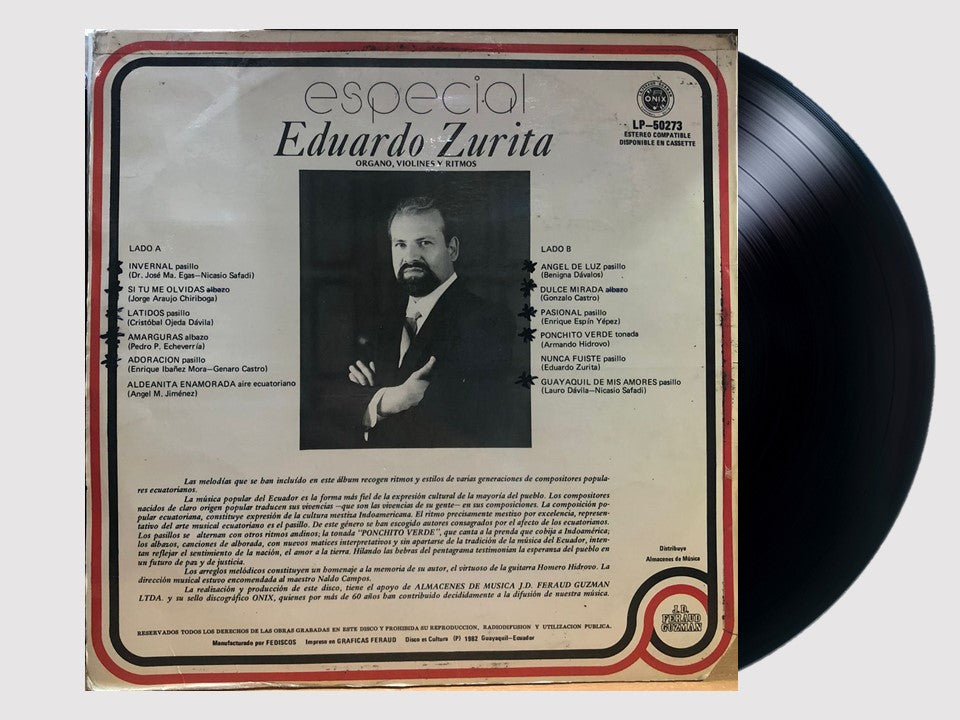 especial
Eduardo Zurita
ORGANO, VIOLINES Y RITMOS
ONIX
LP-50273
ESTEREO COMPATIBLE
DISPONIBLE EN CASSETTE
LADO A
INVERNAL pasillo
(Dr. José Ma. Egas-Nicasio Safadi)
SI TU ME OLVIDAS albazo
(Jorge Araujo Chiriboga)
LATIDOS pasillo
(Cristóbal Ojeda Dávila)
AMARGURAS albazo
(Pedro P. Echeverría)
ADORACION pasillo
(Enrique Ibañez Mora-Genaro Castro)
ALDEANITA ENAMORADA aire ecuatoriano
(Angel M. Jiménez)
LADO B
ANGEL DE LUZ pasillo
(Benigna Dávalos)
DULCE MIRADA albazo
(Gonzalo Castro)
PASIONAL pasillo
(Enrique Espín Yépez)
PONCHITO VERDE tonada
(Armando Hidrovo)
NUNCA FUISTE pasillo
(Eduardo Zurita)
GUAYAQUIL DE MIS AMORES pasillo
(Lauro Dávila-Nicasio Safadi)
Las melodías que se ban incluído en este álbum recogen ritmos y estilos de varias generaciones de compositores popula-
res ecuatorianos.
La música popular del Ecuador es la forma más fiel de la expresión cultural de la mayoría del pueblo. Los compositores
nacidos de claro origen popular traducen sus vivencias -que son las vivencias de su gente- en sus composiciones. La composición po-
pular ecuatoriana, constituye expresión de la cultura mestiza Indoamericana. El ritmo precisamente mestizo por excelencia, represen-
tativo del arte musical ecuatoriano es el pasillo. De este género se han escogido autores consagrados por el afecto de los ecuatorianos.
Los pasillos se alternan con otros ritmos andinos; la tonada "PONCHITO VERDE", que canta a la prenda que cobija a Indoamérica;
los albazos, canciones de alborada, con nuevos matices interpretativos y sin apartarse de la tradición de la música del Ecuador, inten-
tan reflejar el sentimiento de la nación, el amor a la tierra. Hilando las hebras del pentagrama testimonian la esperanza del pueblo en
un futuro de paz y de justicia.
Los arreglos melódicos constituyen un homenaje a la memoria de su autor, el virtuoso de la guitarra Homero Hidrovo. La
dirección musical estuvo encomendada al maestro Naldo Campos.
La realización y producción de este disco, tiene el apoyo de ALMACENES DE MUSICA J.D. FERAUD GUZMAN
LTDA. y su sello discográfico ONIX, quienes por más de 60 años ban contribuido decididamente a la difusión de nuestra música.
Distribuye
Almacenes de Música
J.D.
FERAUD
GUZMAN
RESERVADOS TODOS LOS DERECHOS DE LAS OBRAS GRABADAS EN ESTE DISCO Y PROHIBIDA SU REPRODUCCION, RADIODIFUSION Y UTILIZACION PUBLICA.
Manufacturado por FEDISCOS Impreso en GRAFICAS FERAUD Disco es Cultura (P) 1982 Guayaquil-Ecuador